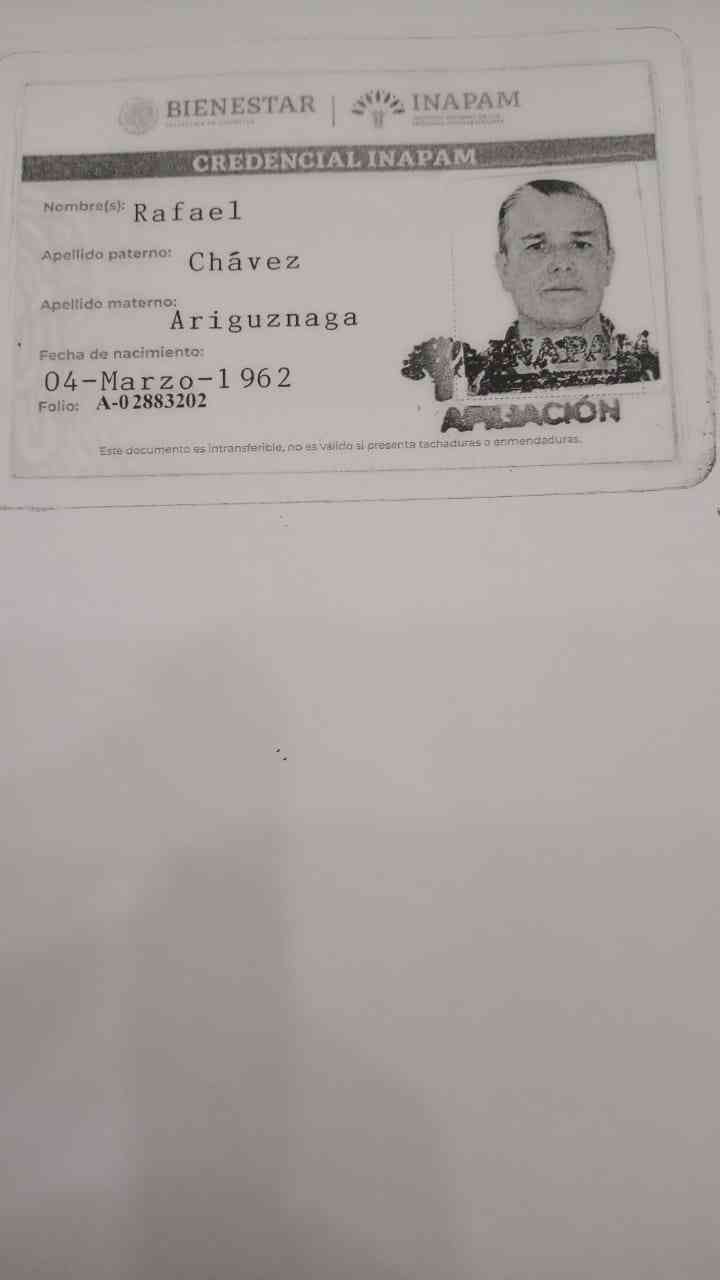 BIENESTAR | INAPAM
CREDENCIAL INAPAM
Nombre(s): Rafael
Apellido paterno: Chávez
Apellido materno: Ariguznaga
Fecha de nacimiento:
04-Marzo-1962
Folio: A-02883202
INAPAM
AFILIACIÓN
Este documento es intransferible, no es válido si presenta tachaduras o enmendaduras.